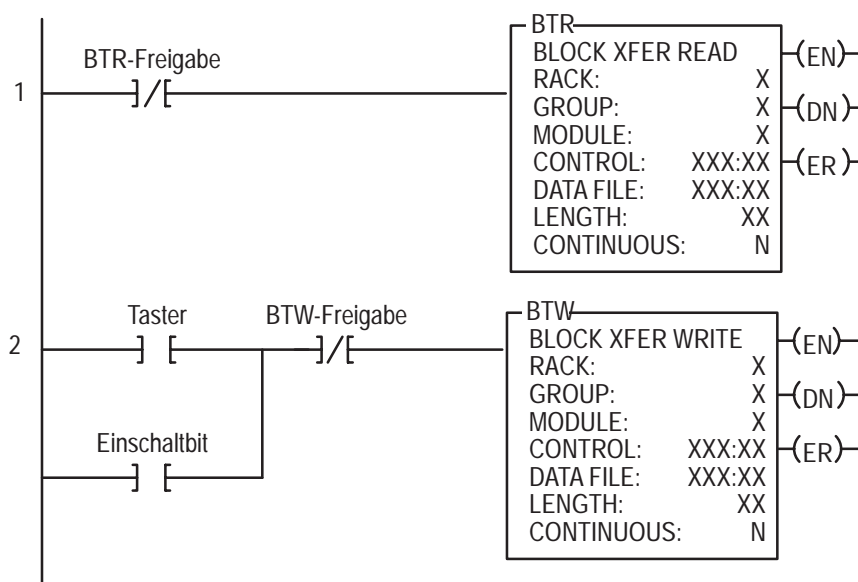 BTR-Freigabe
1
BTR
BLOCK XFER READ
RACK: X
GROUP: X
MODULE: X
CONTROL: XXX:XX
DATA FILE: XXX:XX
LENGTH: XX
CONTINUOUS: N
(EN)
(DN)
(ER)
2
Taster
BTW-Freigabe
Einschaltbit
BTW
BLOCK XFER WRITE
RACK: X
GROUP: X
MODULE: X
CONTROL: XXX:XX
DATA FILE: XXX:XX
LENGTH: XX
CONTINUOUS: N
(EN)
(DN)
(ER)